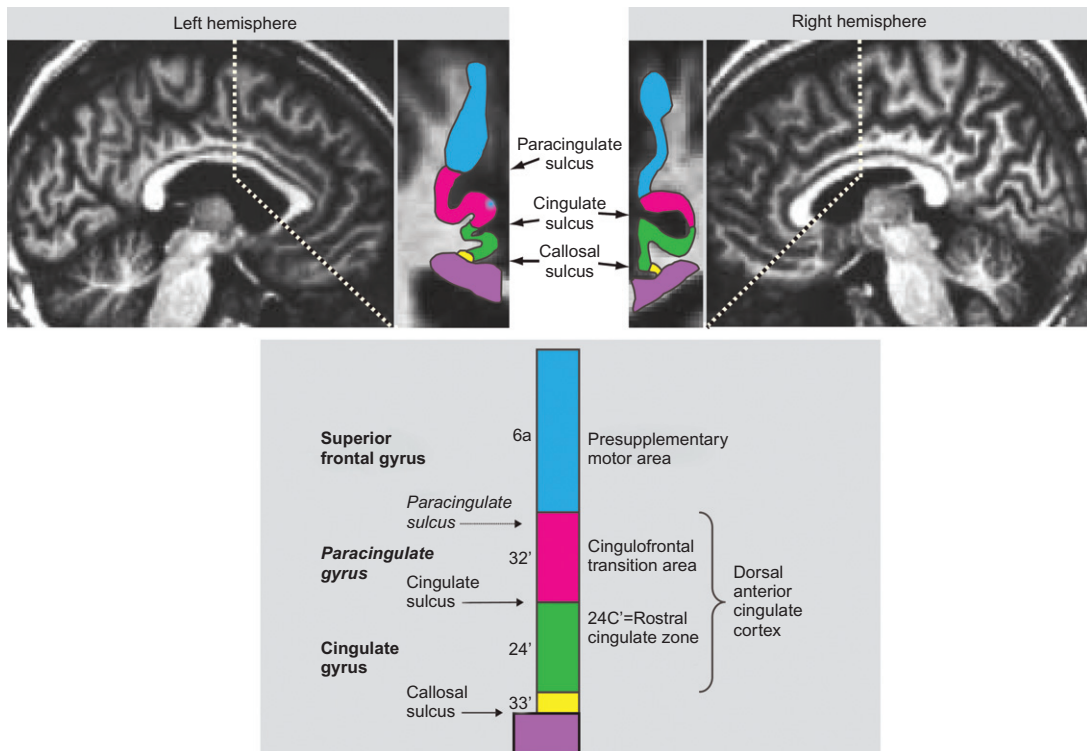 Left hemisphere
Right hemisphere
Paracingulate
sulcus
Cingulate
sulcus
Callosal
sulcus
Superior
frontal gyrus
6a
Presupplementary
motor area
Paracingulate
sulcus
Paracingulate
gyrus
32’
Cingulofrontal
transition area
Cingulate
sulcus
Dorsal
anterior
cingulate
cortex
Cingulate
gyrus
24’
24C’=Rostral
cingulate zone
Callosal
sulcus
33’